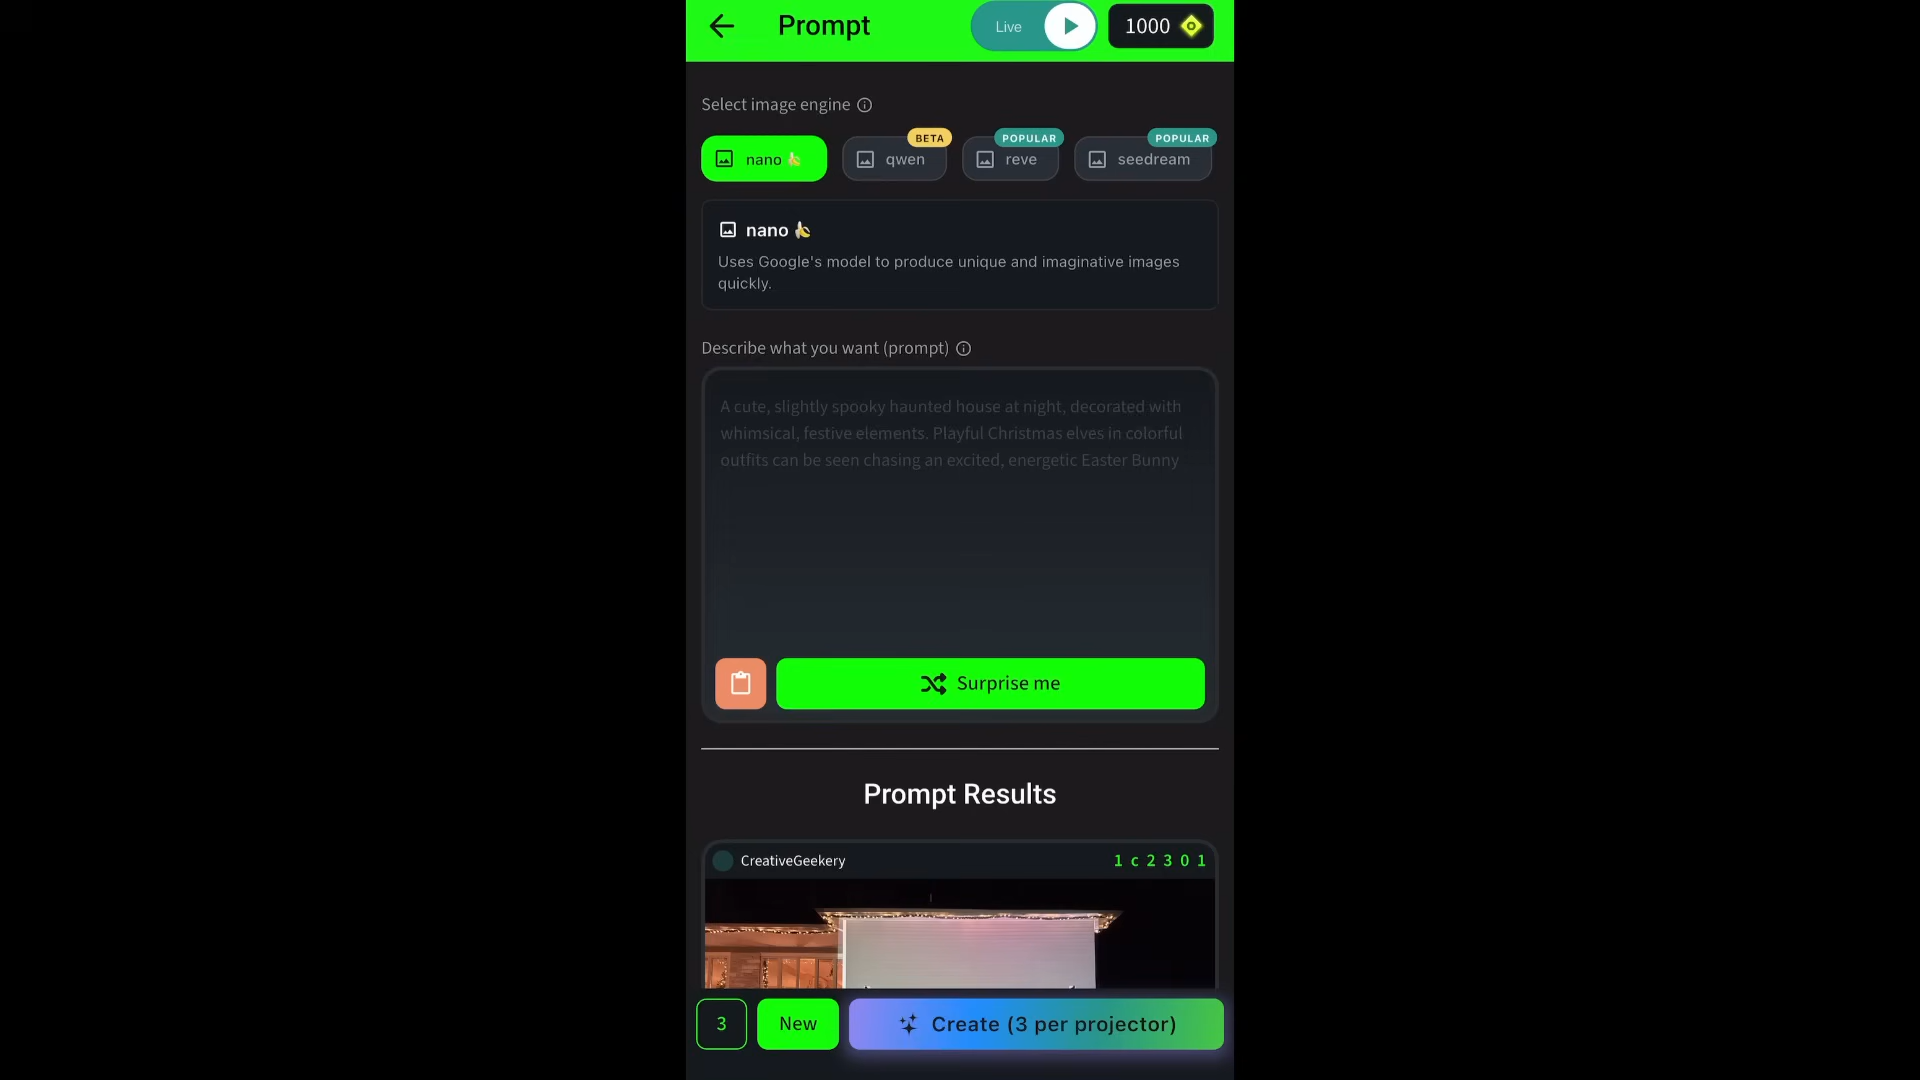 Prompt
Live
1000
Select image engine
BETA
POPULAR
POPULAR
nano
qwen
reve
seedream
nano
Uses Google's model to produce unique and imaginative images
quickly.
Describe what you want (prompt)
A cute, slightly spooky haunted house at night, decorated with
whimsical, festive elements. Playful Christmas elves in colorful
outfits can be seen chasing an excited, energetic Easter Bunny
Surprise me
Prompt Results
CreativeGeekery
1 c 2 3 0 1
3
New
Create (3 per projector)